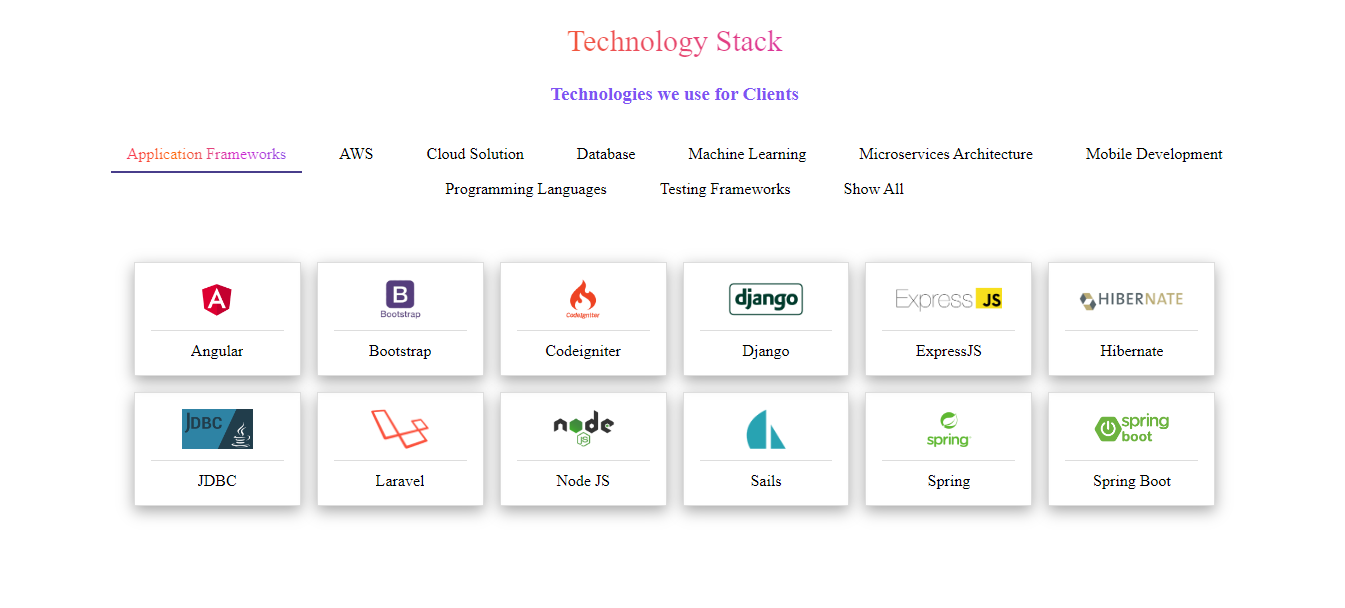 Technology Stack
Technologies we use for Clients
Application Frameworks AWS Cloud Solution Database Machine Learning Microservices Architecture Mobile Development
Programming Languages Testing Frameworks Show All
A B Bootstrap CodeIgniter django Express JS HIBERNATE
Angular Bootstrap Codeigniter Django ExpressJS Hibernate
JDBC node JS spring spring boot
JDBC Laravel Node JS Sails Spring Spring Boot